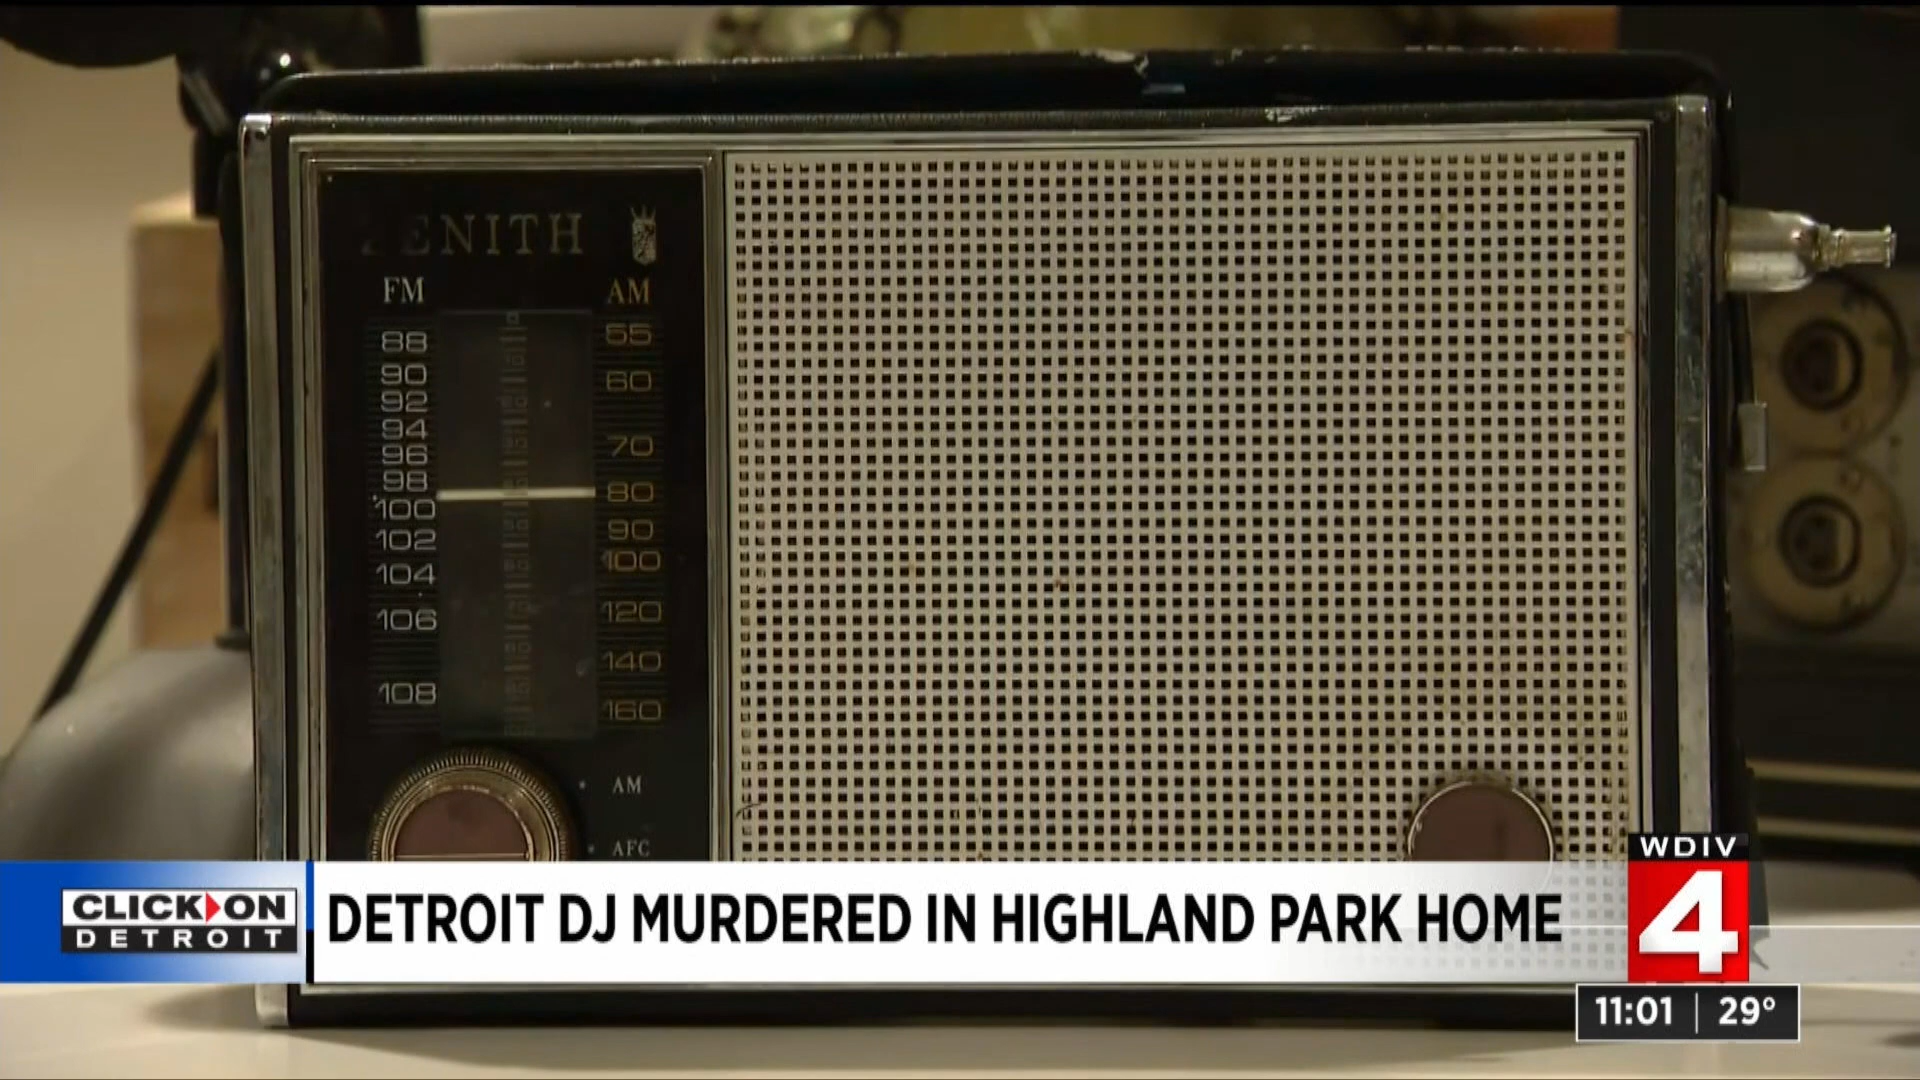 ZENITH
FM AM
88 55
90 60
92
94 70
96
98 80
100 90
102 100
104
106 120
140
108 160
AM
AFC
CLICK ON
DETROIT
DETROIT DJ MURDERED IN HIGHLAND PARK HOME
WDIV
4
11:01 29°